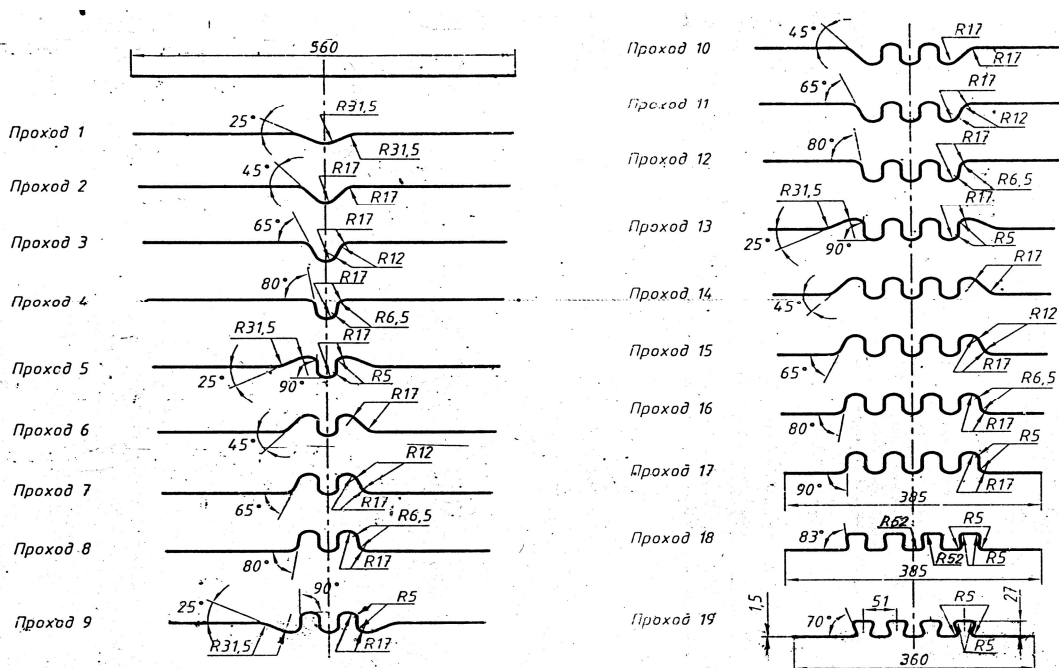 560
Проход 1
25°
R31,5
R31,5
Проход 2
45°
R17
R17
Проход 3
65°
R17
R12
Проход 4
80°
R17
R6,5
Проход 5
R31,5
R17
25°
90°
R5
Проход 6
R17
45°
Проход 7
R12
65°
R17
Проход 8
R6,5
80°
R17
Проход 9
25°
90°
R5
R31,5
R17
Проход 10
45°
R17
R17
Проход 11
65°
R17
R12
Проход 12
80°
R17
R6,5
Проход 13
R31,5
R17
25°
90°
R5
Проход 14
R17
45°
Проход 15
R12
65°
R17
Проход 16
R6,5
80°
R17
Проход 17
R5
90°
R17
385
Проход 18
83°
R52
R5
R52
R5
385
Проход 19
1,5
70°
51
R5
27
R5
360